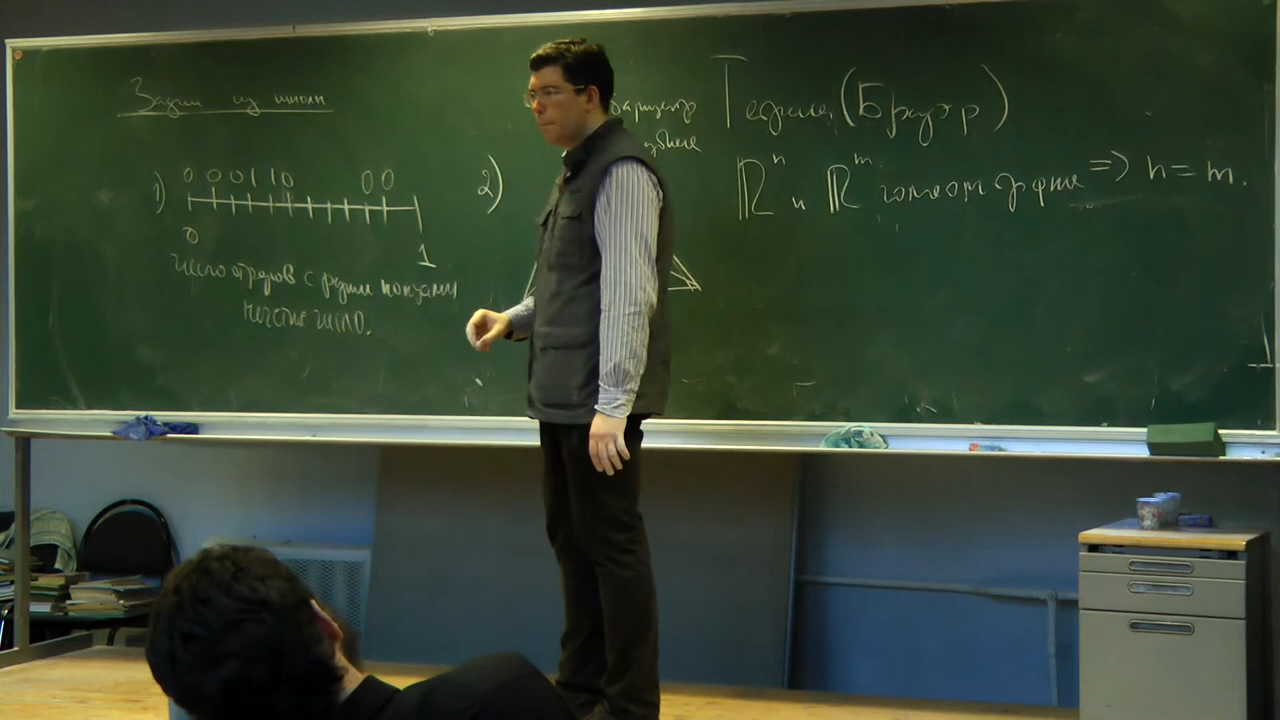 Задачи из школы
1) 0 0 0 1 1 0 0 0
0 1
число отрезков с разными концами
нечетное число.
2)
барицентр
Теорема (Брауэр)
ℝⁿ и ℝᵐ гомеоморфны => n = m.